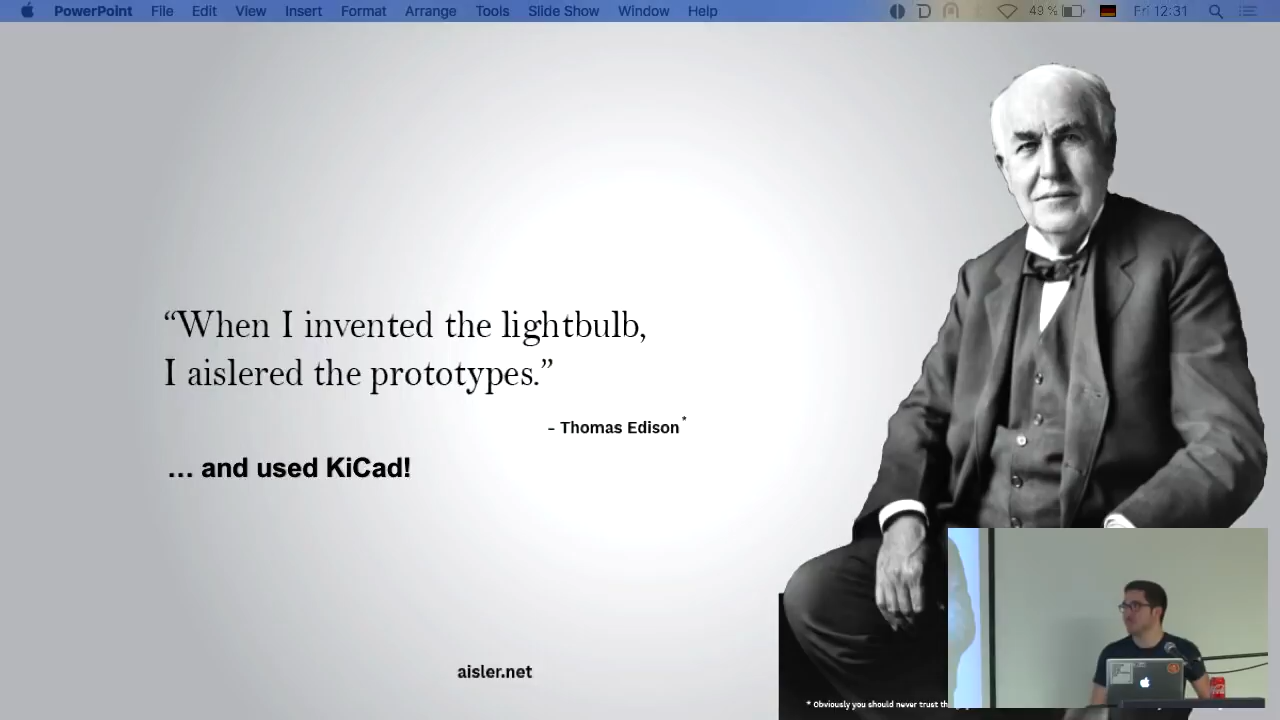 PowerPoint File Edit View Insert Format Arrange Tools Slide Show Window Help 49 % Fri 12:31
“When I invented the lightbulb,
I aislered the prototypes.”
– Thomas Edison*
… and used KiCad!
aisler.net
* Obviously you should never trust